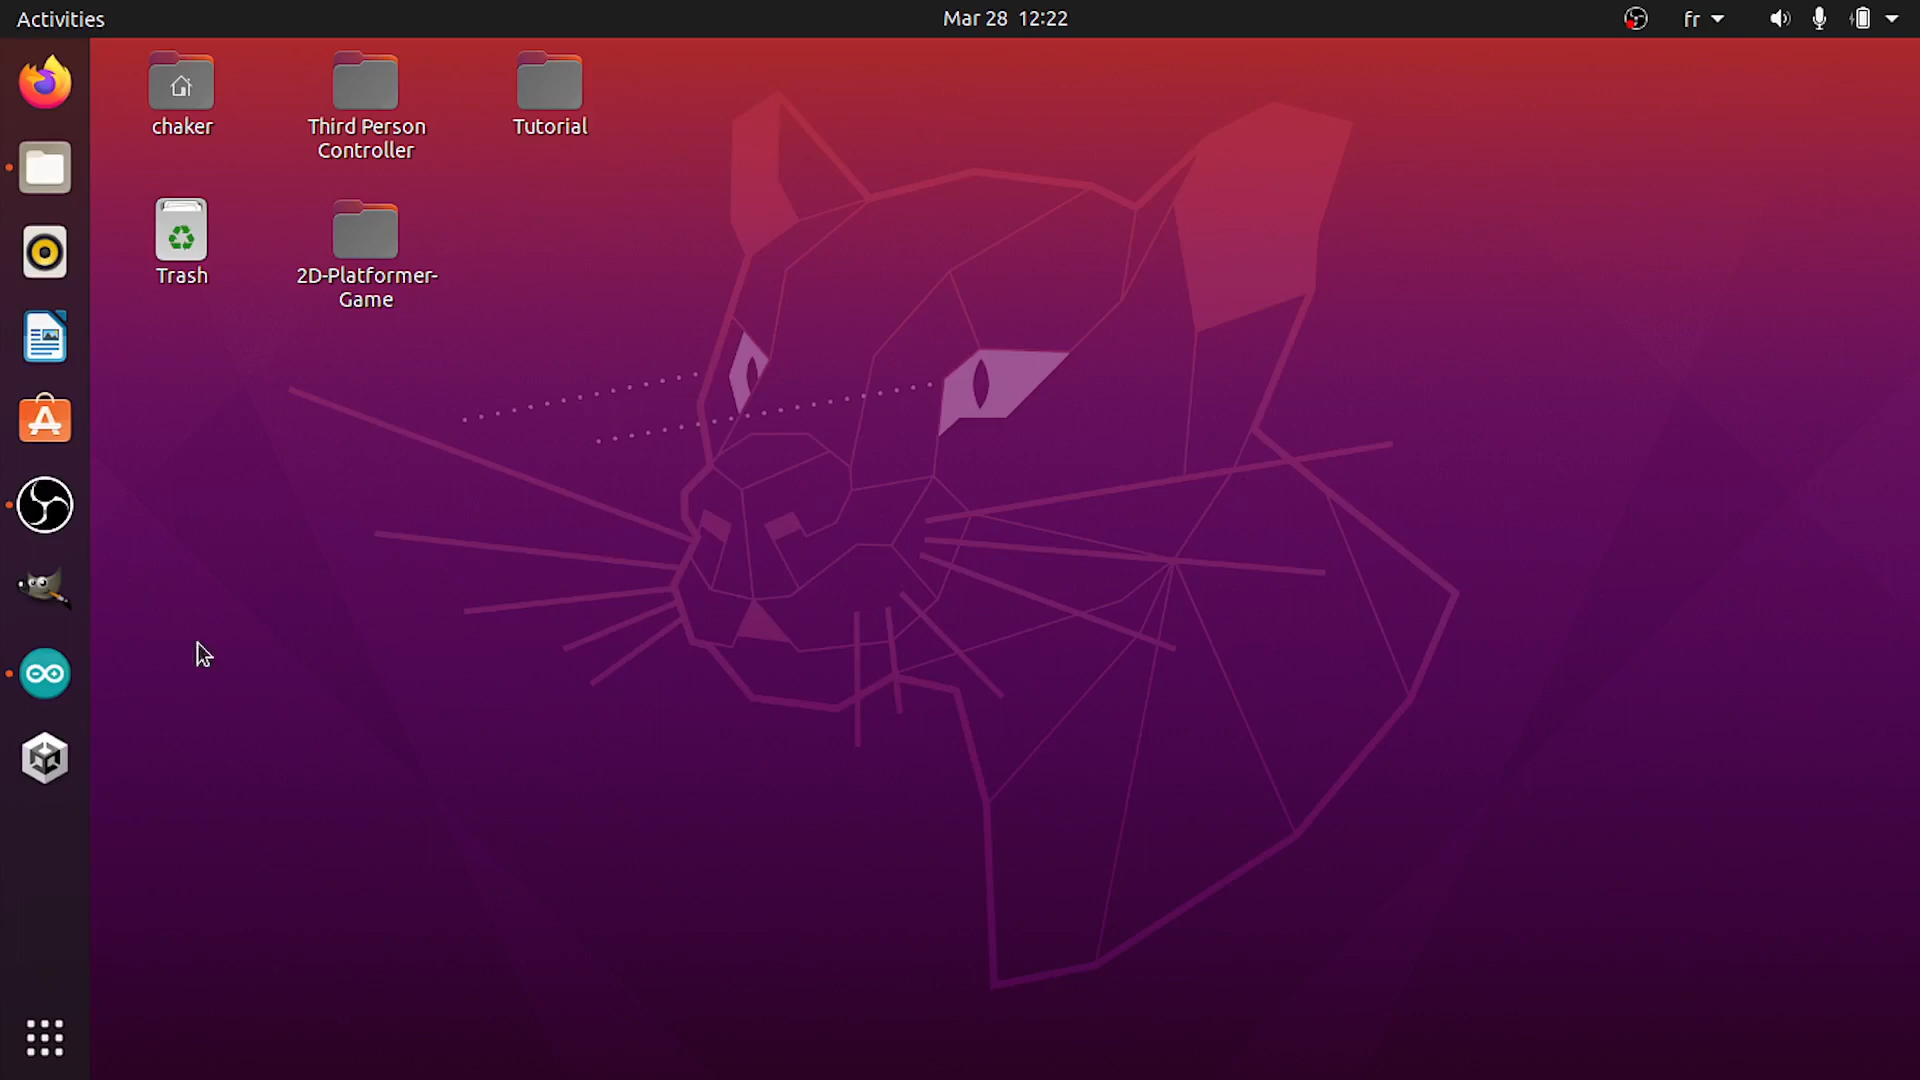 Activities
Mar 28 12:22
fr
chaker
Third Person
Controller
Tutorial
Trash
2D-Platformer-
Game